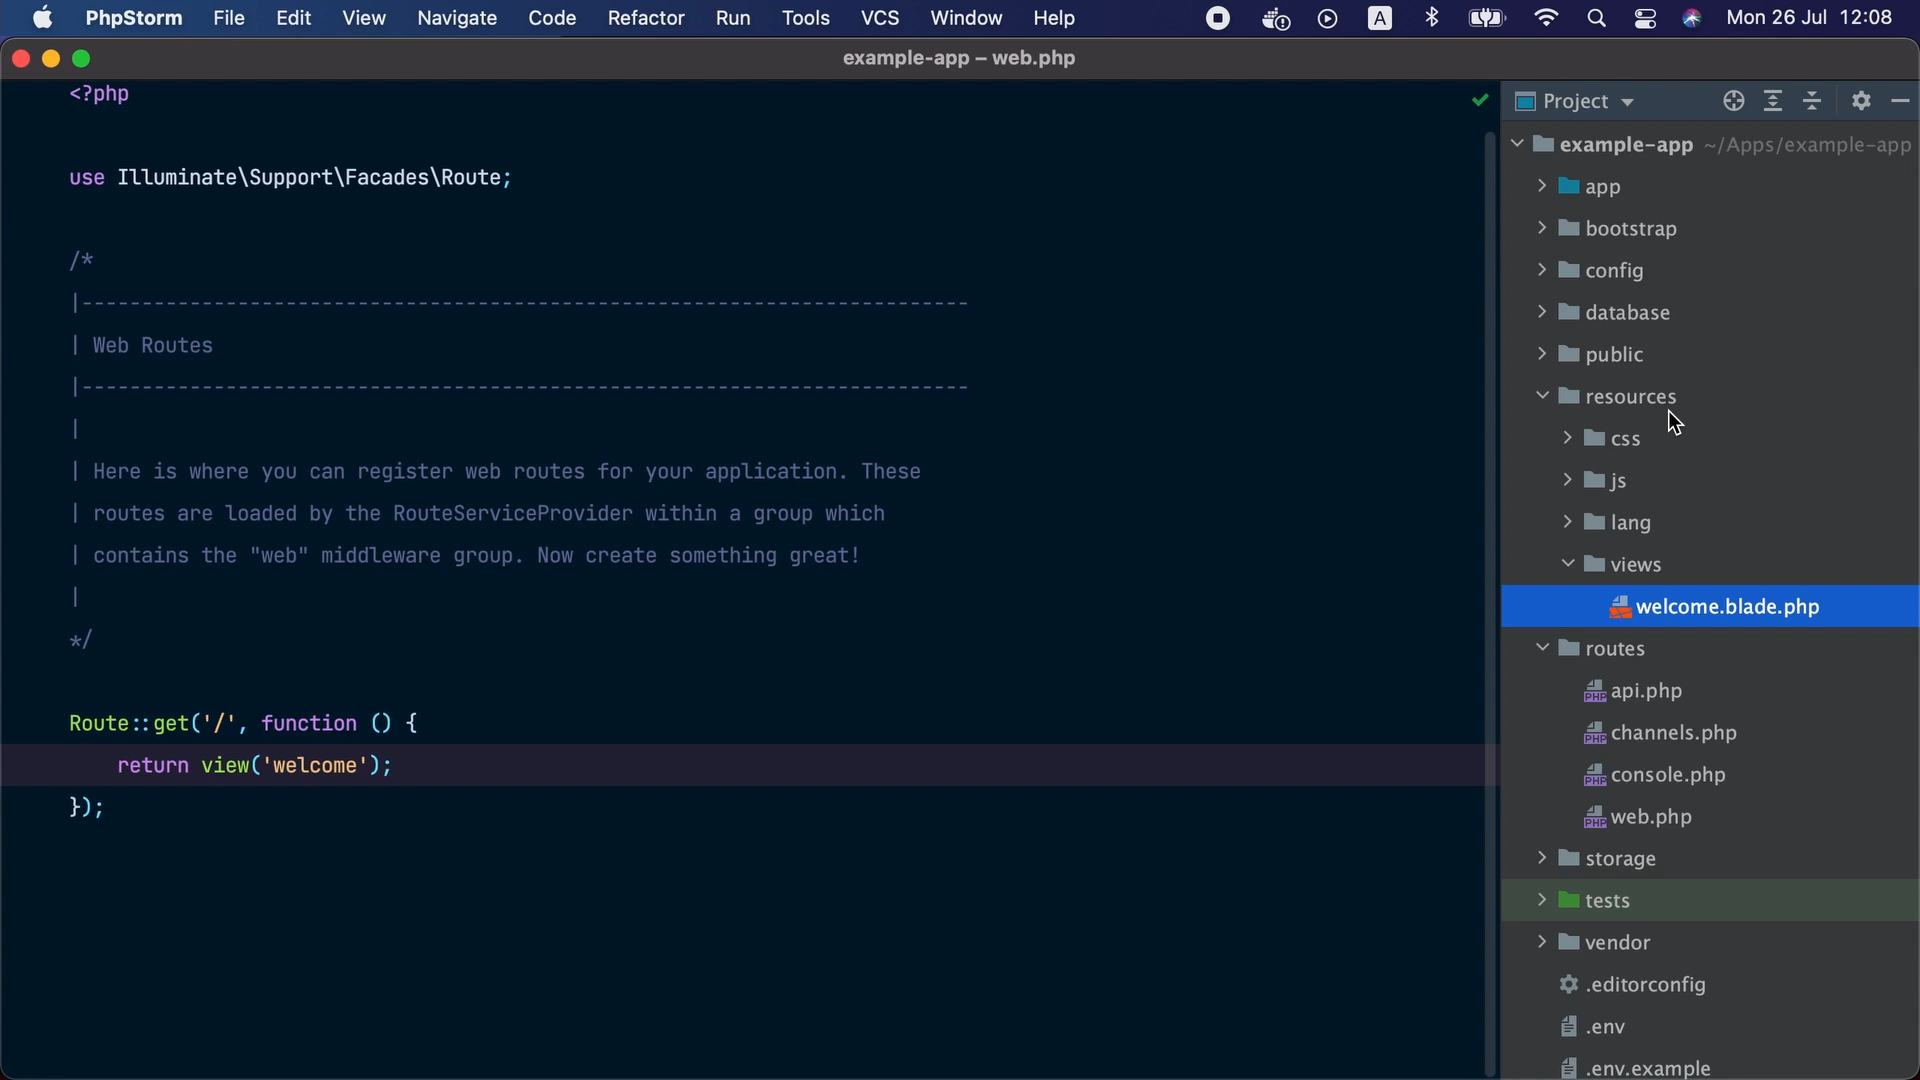 PhpStorm File Edit View Navigate Code Refactor Run Tools VCS Window Help A Mon 26 Jul 12:08
example-app – web.php
<?php
use Illuminate\Support\Facades\Route;
/*
|--------------------------------------------------------------------------
| Web Routes
|--------------------------------------------------------------------------
|
| Here is where you can register web routes for your application. These
| routes are loaded by the RouteServiceProvider within a group which
| contains the "web" middleware group. Now create something great!
|
*/
Route::get('/', function () {
    return view('welcome');
});
Project
example-app ~/Apps/example-app
app
bootstrap
config
database
public
resources
css
js
lang
views
welcome.blade.php
routes
PHP api.php
PHP channels.php
PHP console.php
PHP web.php
storage
tests
vendor
.editorconfig
.env
.env.example